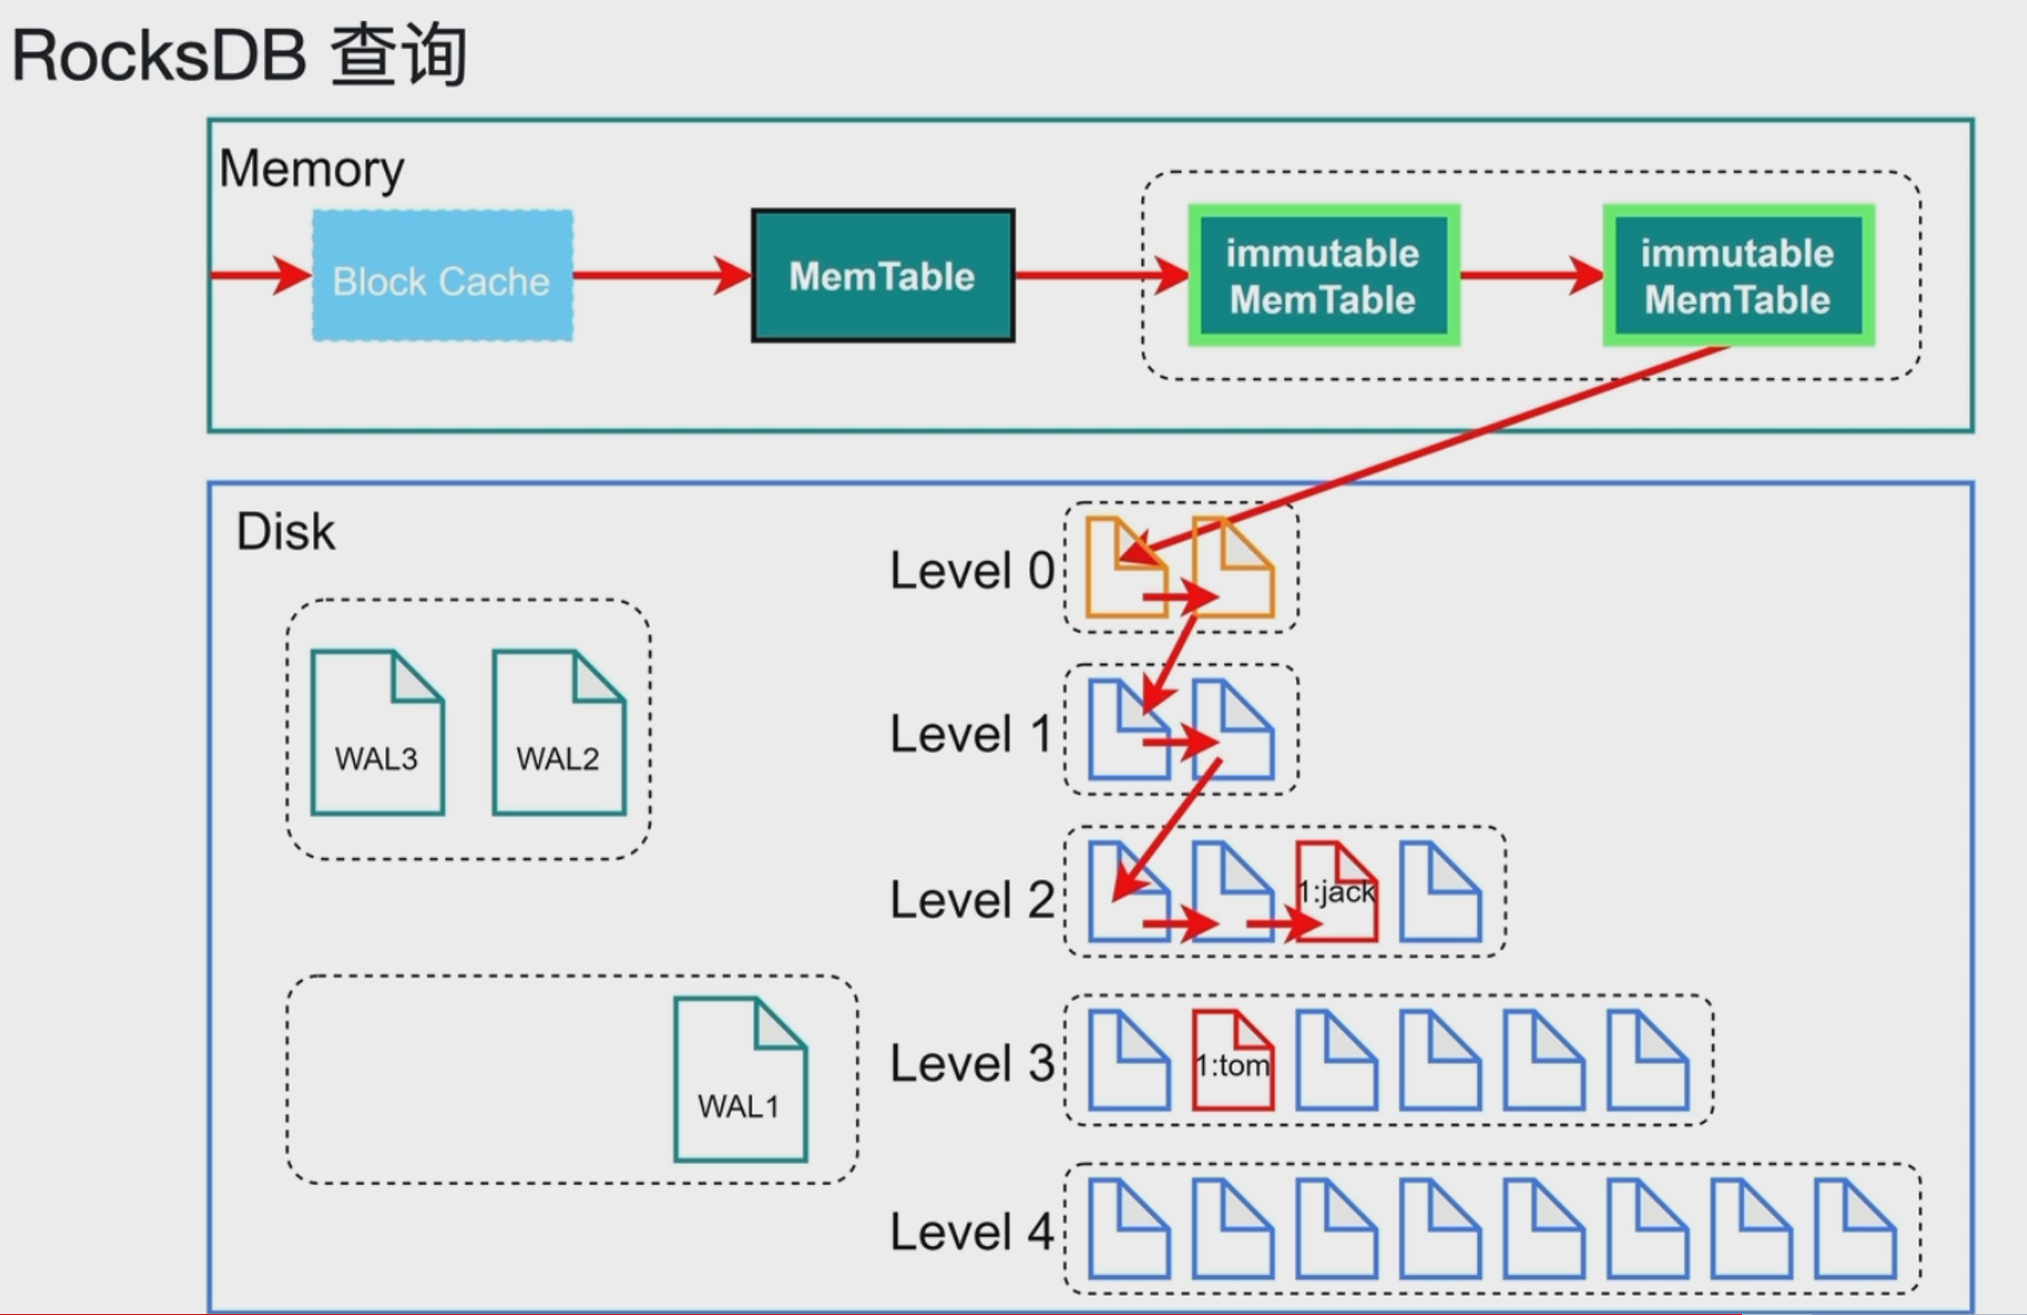 RocksDB 查询
Memory
Block Cache
MemTable
immutable
MemTable
immutable
MemTable
Disk
Level 0
WAL3
WAL2
Level 1
Level 2
1:jack
Level 3
1:tom
WAL1
Level 4